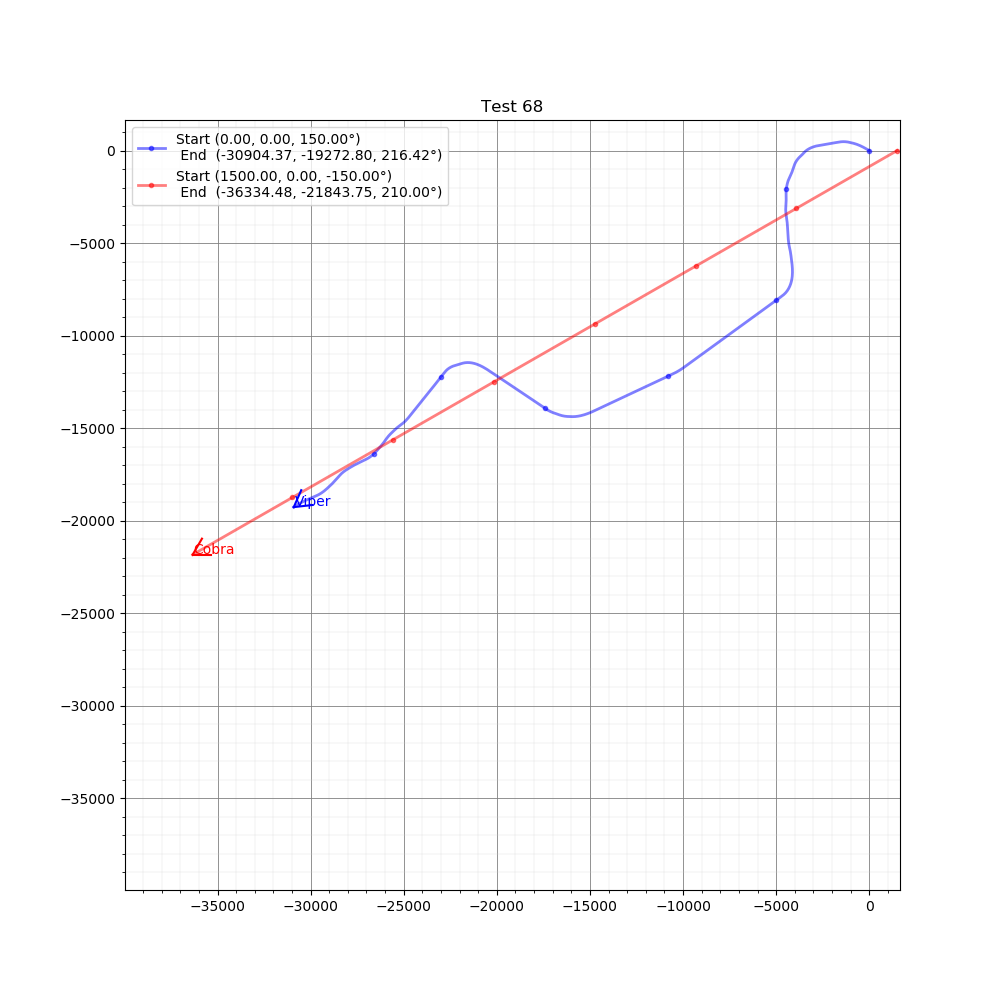 Test 68
Start (0.00, 0.00, 150.00°)
End (-30904.37, -19272.80, 216.42°)
Start (1500.00, 0.00, -150.00°)
End (-36334.48, -21843.75, 210.00°)
0
−5000
−10000
−15000
−20000
−25000
−30000
−35000
Viper
Cobra
−35000 −30000 −25000 −20000 −15000 −10000 −5000 0